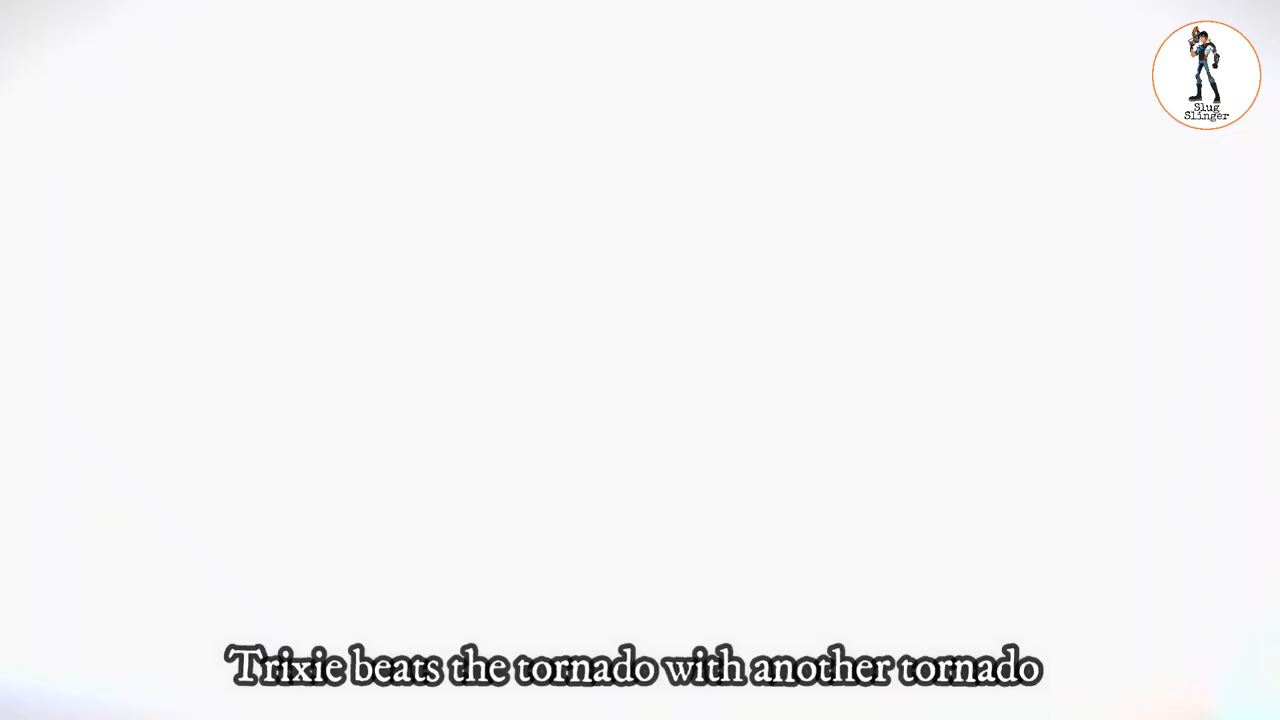 Slug
Slinger
Trixie beats the tornado with another tornado